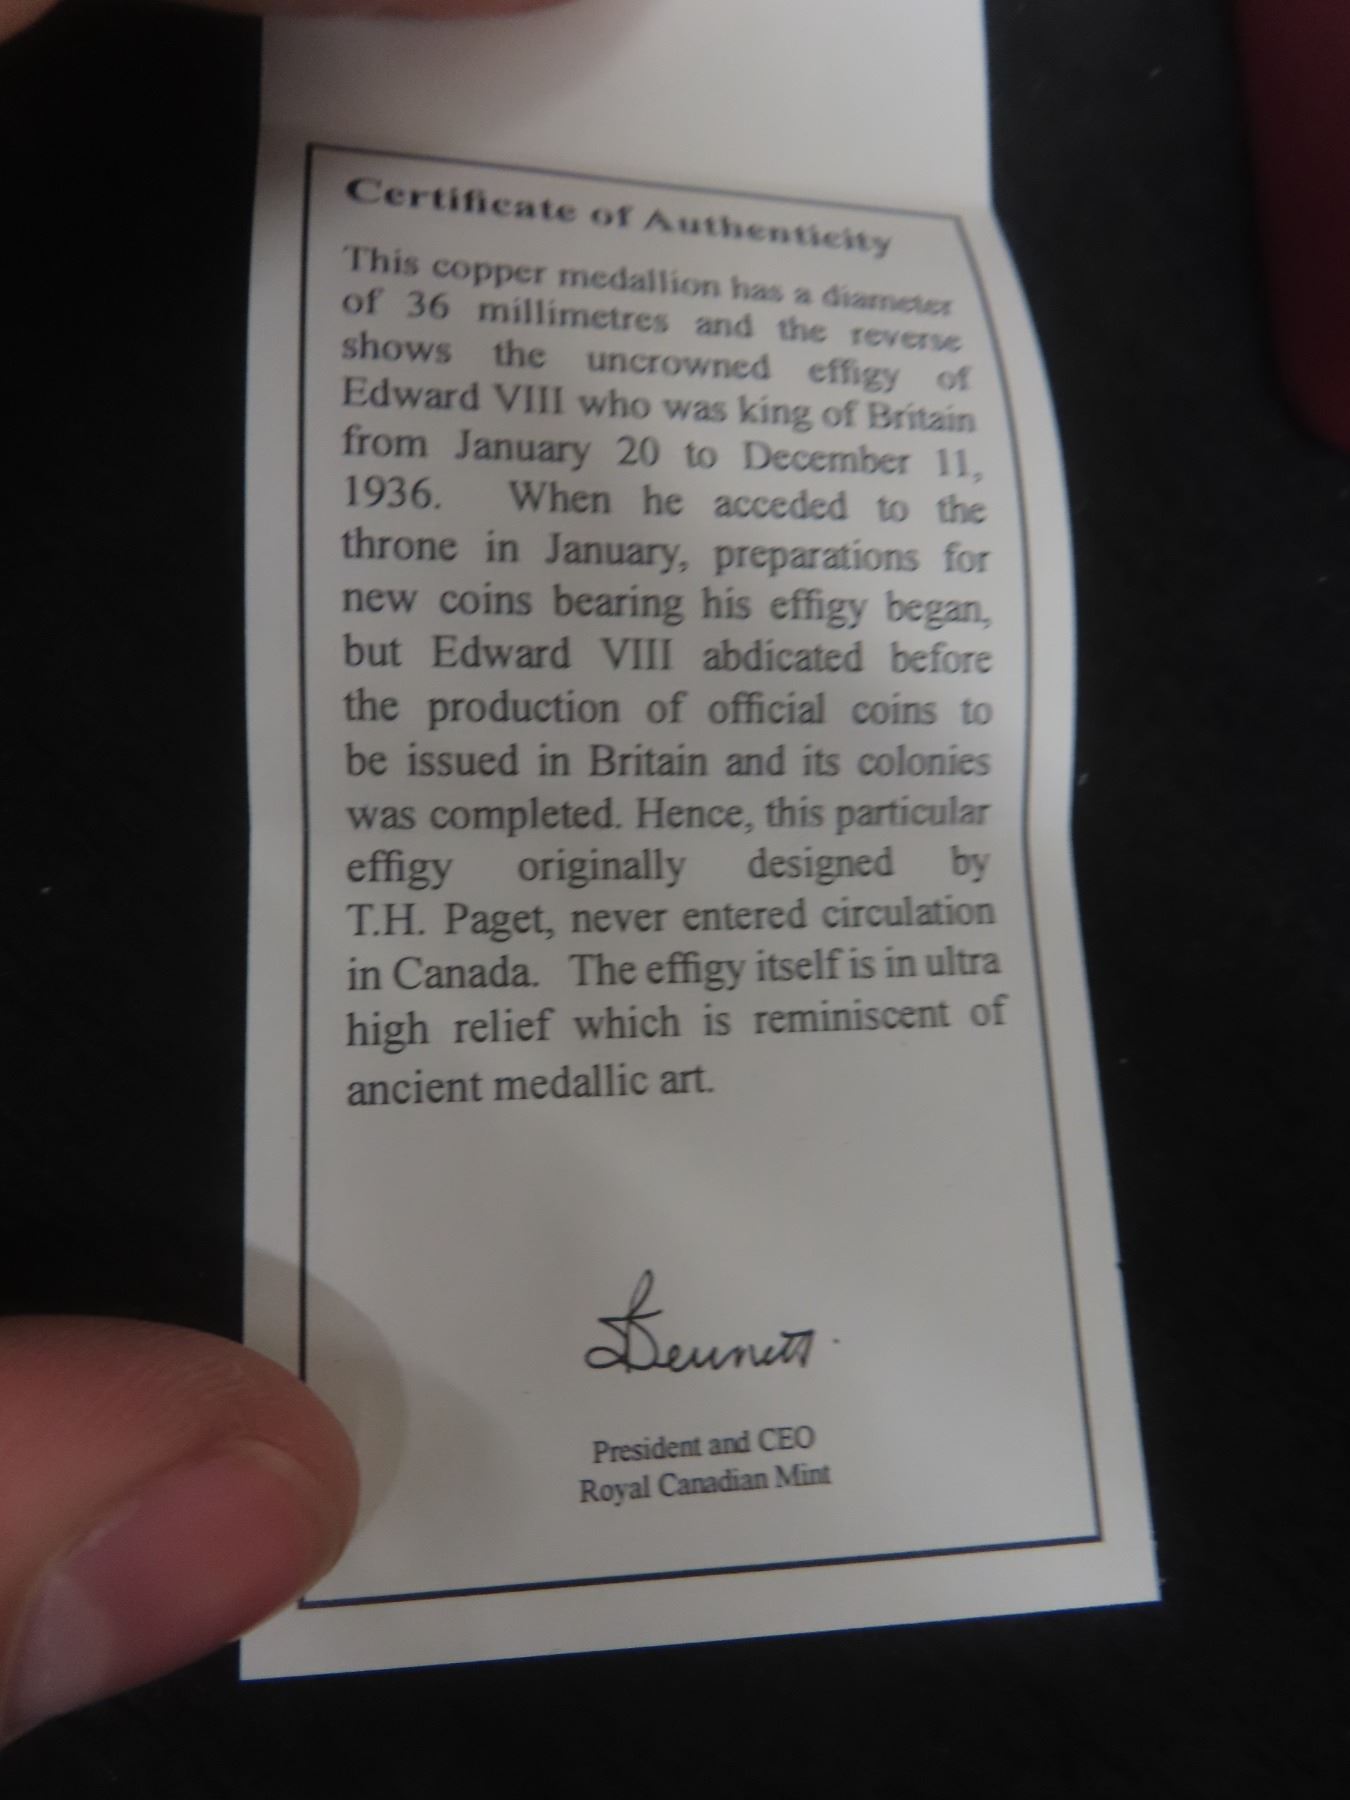 Certificate of Authenticity
This copper medallion has a diameter
of 36 millimetres and the reverse
shows the uncrowned effigy of
Edward VIII who was king of Britain
from January 20 to December 11,
1936. When he acceded to the
throne in January, preparations for
new coins bearing his effigy began,
but Edward VIII abdicated before
the production of official coins to
be issued in Britain and its colonies
was completed. Hence, this particular
effigy originally designed by
T.H. Paget, never entered circulation
in Canada. The effigy itself is in ultra
high relief which is reminiscent of
ancient medallic art.
Bennett
President and CEO
Royal Canadian Mint